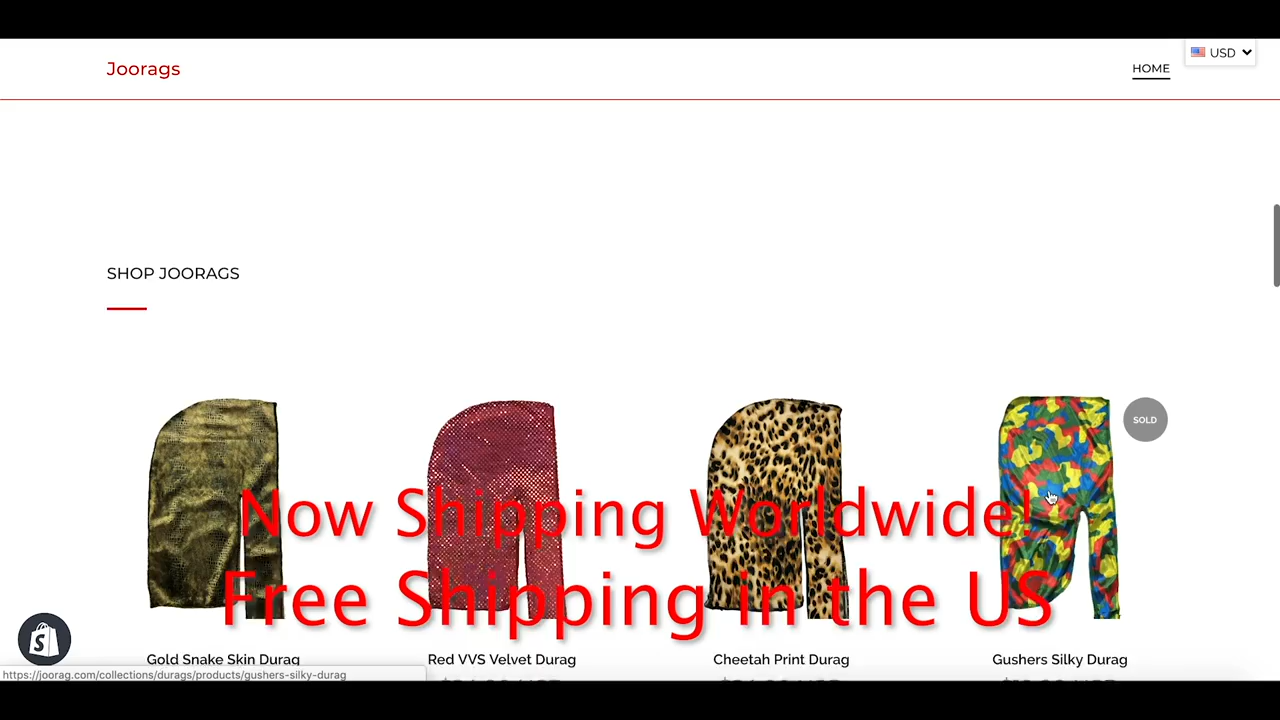 Joorags
HOME
USD
SHOP JOORAGS
SOLD
Now Shipping Worldwide!
Free Shipping in the US
Gold Snake Skin Durag
Red VVS Velvet Durag
Cheetah Print Durag
Gushers Silky Durag
https://joorag.com/collections/durags/products/gushers-silky-durag